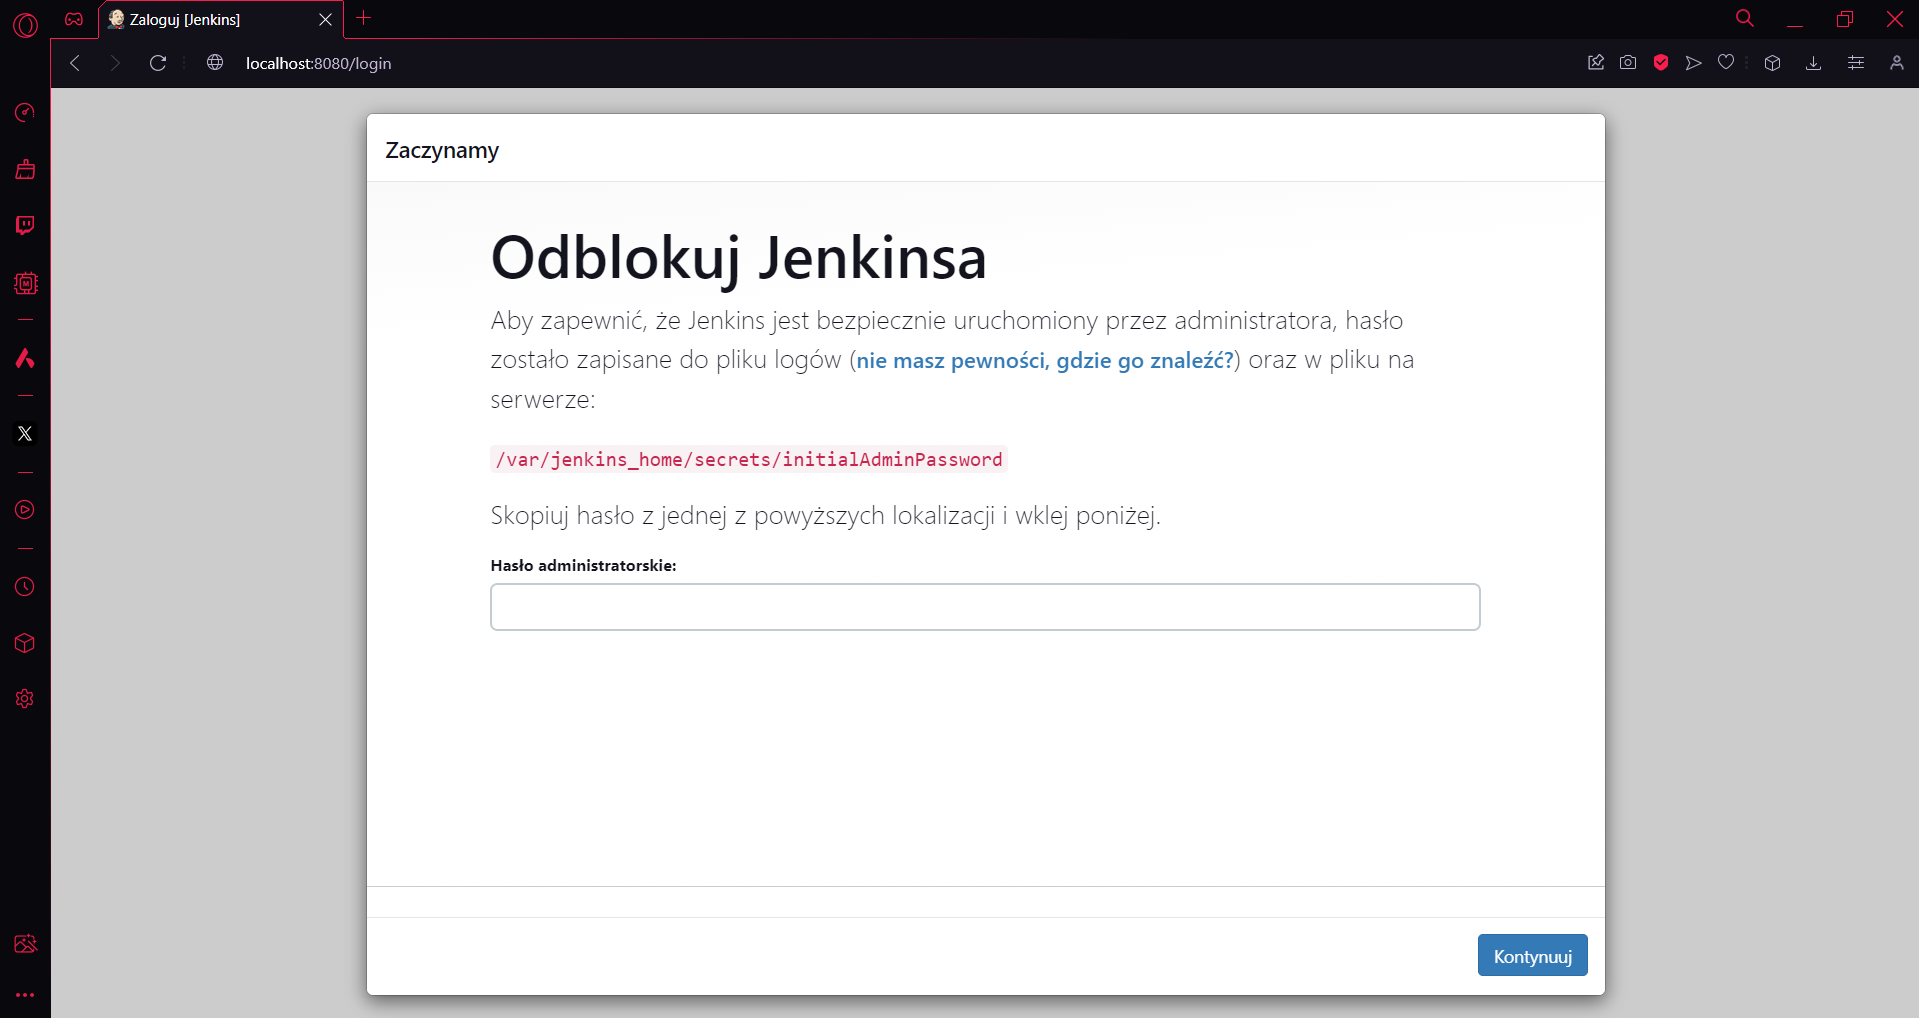 Zaloguj [Jenkins]
localhost:8080/login
Zaczynamy
Odblokuj Jenkinsa
Aby zapewnić, że Jenkins jest bezpiecznie uruchomiony przez administratora, hasło
zostało zapisane do pliku logów (nie masz pewności, gdzie go znaleźć?) oraz w pliku na
serwerze:
/var/jenkins_home/secrets/initialAdminPassword
Skopiuj hasło z jednej z powyższych lokalizacji i wklej poniżej.
Hasło administratorskie:
Kontynuuj